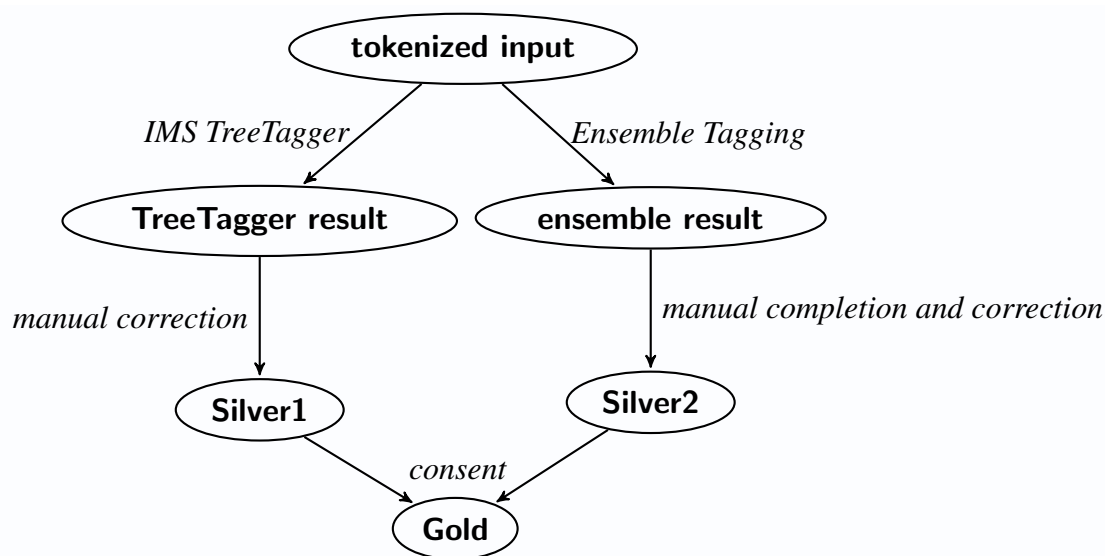 tokenized input
IMS TreeTagger
Ensemble Tagging
TreeTagger result
ensemble result
manual correction
manual completion and correction
Silver1
Silver2
consent
Gold